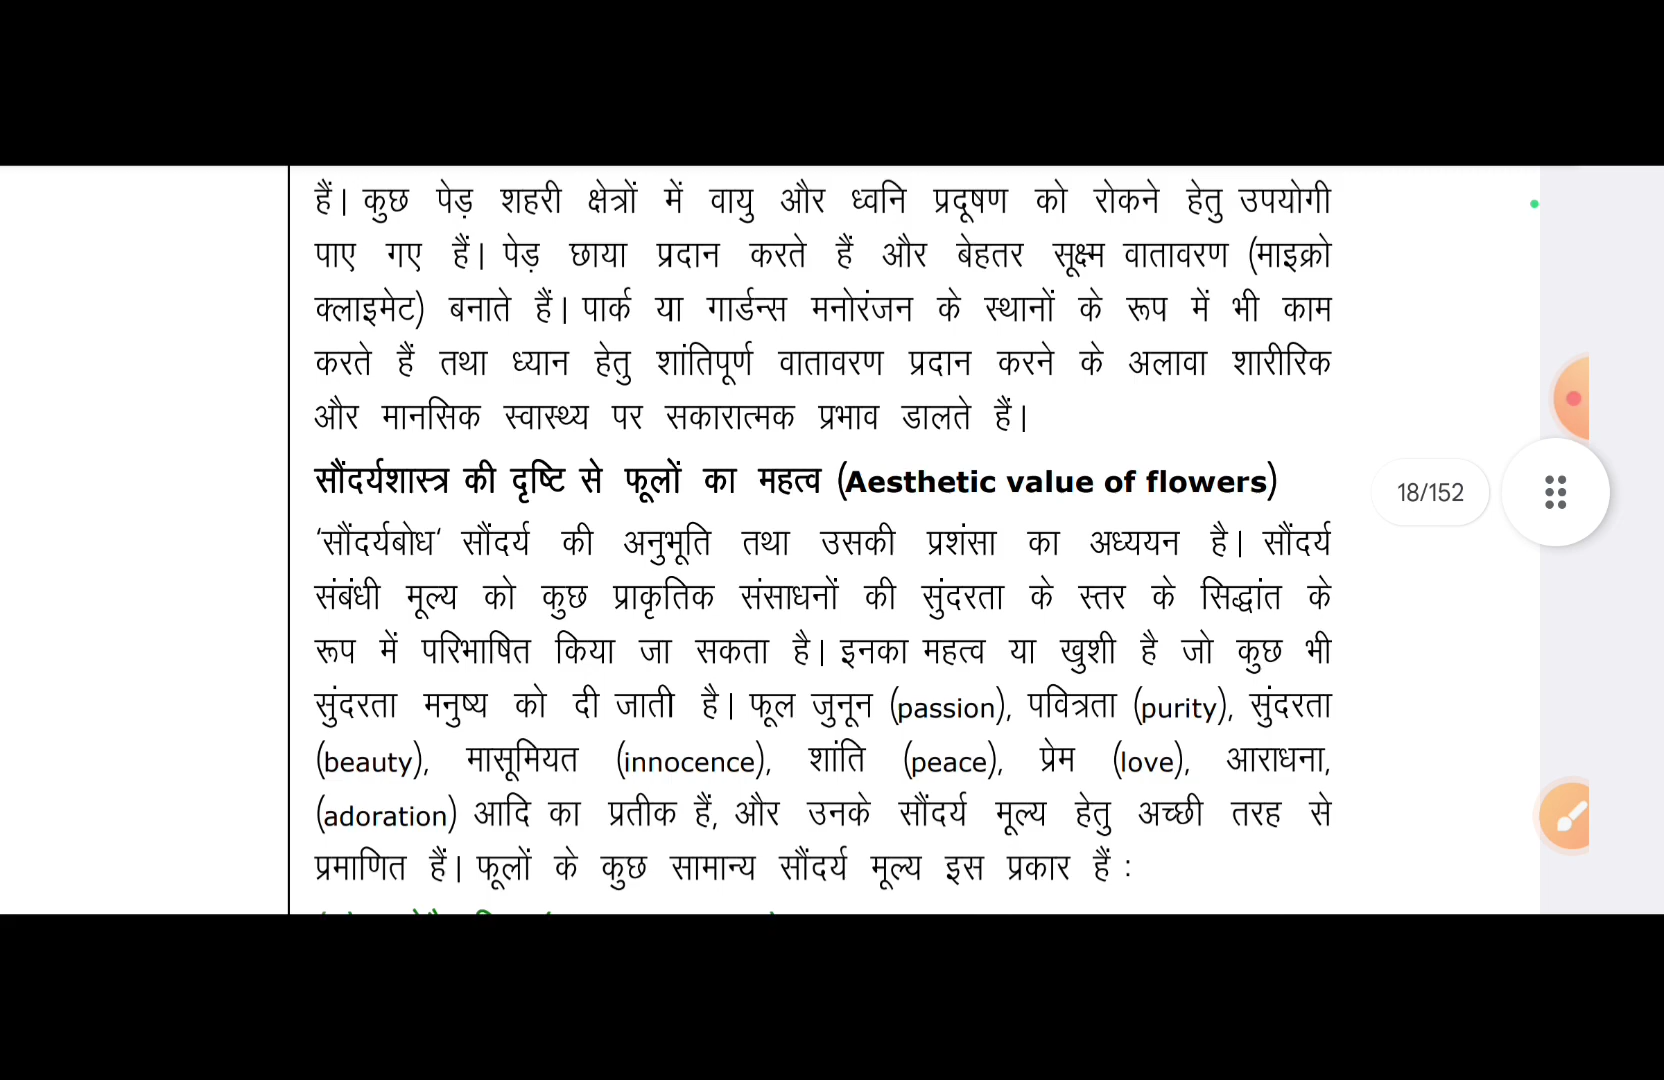 हैं। कुछ पेड़ शहरी क्षेत्रों में वायु और ध्वनि प्रदूषण को रोकने हेतु उपयोगी
पाए गए हैं। पेड़ छाया प्रदान करते हैं और बेहतर सूक्ष्म वातावरण (माइक्रो
क्लाइमेट) बनाते हैं। पार्क या गार्डन्स मनोरंजन के स्थानों के रूप में भी काम
करते हैं तथा ध्यान हेतु शांतिपूर्ण वातावरण प्रदान करने के अलावा शारीरिक
और मानसिक स्वास्थ्य पर सकारात्मक प्रभाव डालते हैं।
सौंदर्यशास्त्र की दृष्टि से फूलों का महत्व (Aesthetic value of flowers)
‘सौंदर्यबोध‘ सौंदर्य की अनुभूति तथा उसकी प्रशंसा का अध्ययन है। सौंदर्य
संबंधी मूल्य को कुछ प्राकृतिक संसाधनों की सुंदरता के स्तर के सिद्धांत के
रूप में परिभाषित किया जा सकता है। इनका महत्व या खुशी है जो कुछ भी
सुंदरता मनुष्य को दी जाती है। फूल जुनून (passion), पवित्रता (purity), सुंदरता
(beauty), मासूमियत (innocence), शांति (peace), प्रेम (love), आराधना,
(adoration) आदि का प्रतीक हैं, और उनके सौंदर्य मूल्य हेतु अच्छी तरह से
प्रमाणित हैं। फूलों के कुछ सामान्य सौंदर्य मूल्य इस प्रकार हैं :
18/152